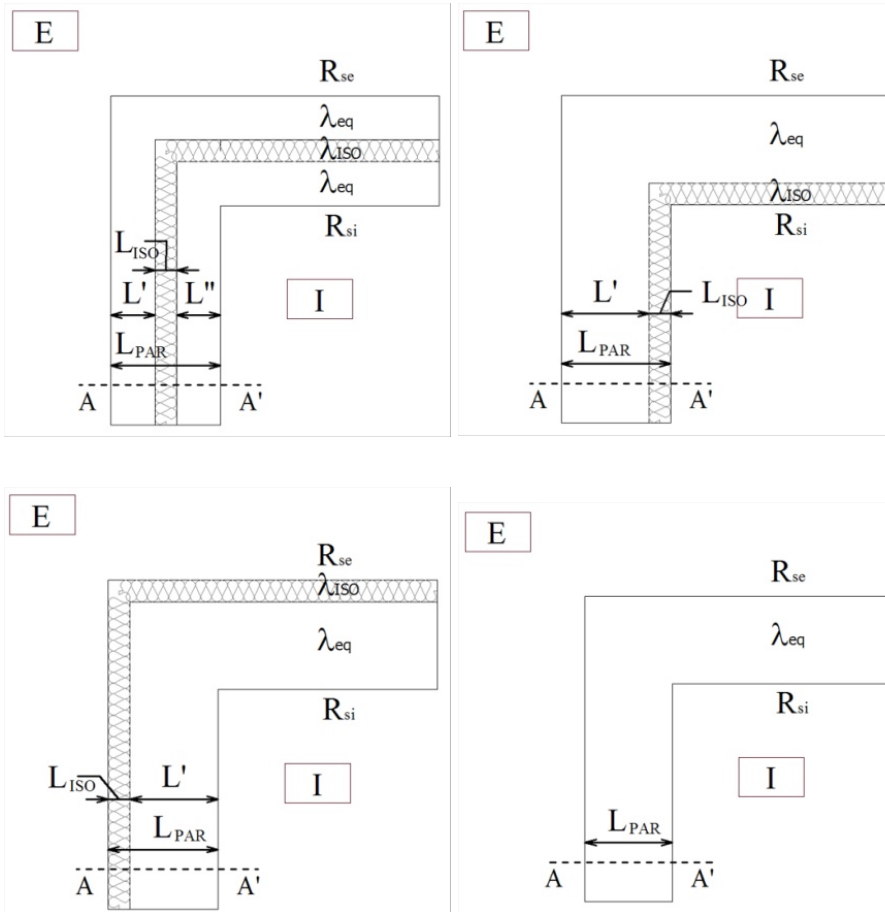 E
Rse
λeq
λISO
λeq
Rsi
LISO
L' L"
I
LPAR
A A'
E
Rse
λeq
λISO
Rsi
L' LISO I
LPAR
A A'
E
Rse
λISO
λeq
Rsi
LISO L' I
LPAR
A A'
E
Rse
λeq
Rsi
I
LPAR
A A'